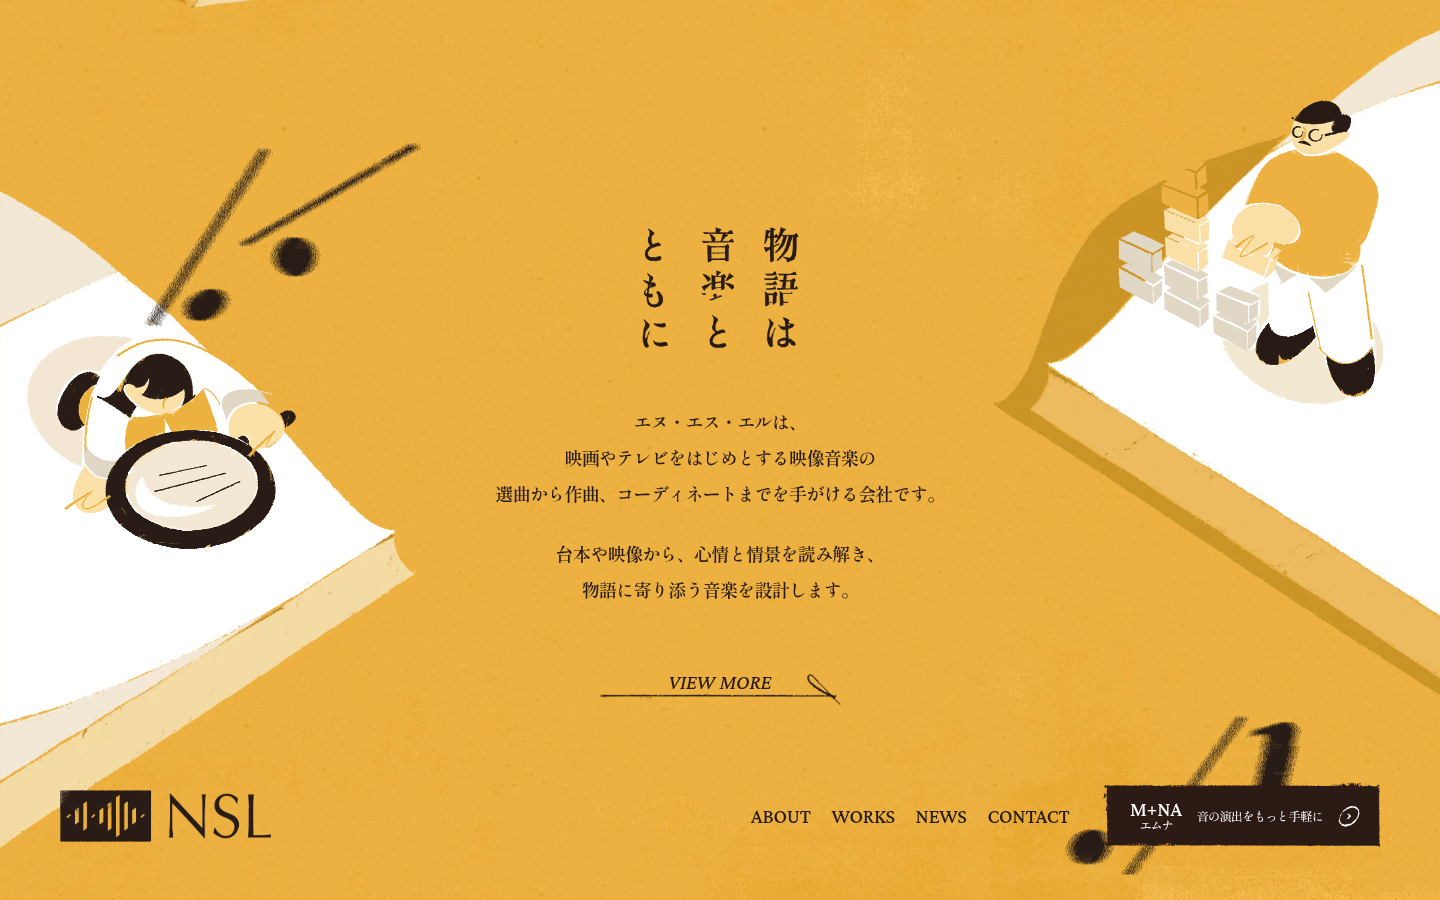 物語は
音楽と
ともに
エヌ・エス・エルは、
映画やテレビをはじめとする映像音楽の
選曲から作曲、コーディネートまでを手がける会社です。
台本や映像から、心情と情景を読み解き、
物語に寄り添う音楽を設計します。
VIEW MORE
NSL
ABOUT WORKS NEWS CONTACT
M+NA
エムナ
音の演出をもっと手軽に